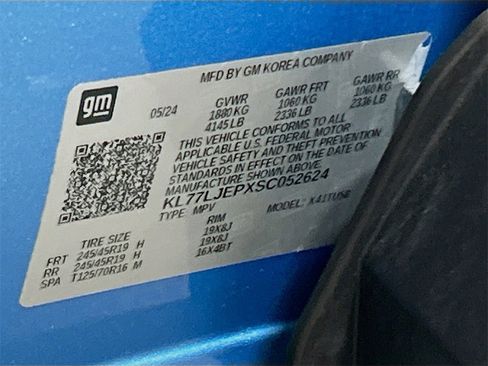 MFD BY GM KOREA COMPANY
gm
05/24 GVWR GAWR FRT GAWR RR
1880 KG 1060 KG 1060 KG
4145 LB 2336 LB 2336 LB
THIS VEHICLE CONFORMS TO ALL
APPLICABLE U.S. FEDERAL MOTOR
VEHICLE SAFETY AND THEFT PREVENTION
STANDARDS IN EFFECT ON THE DATE OF
MANUFACTURE SHOWN ABOVE.
KL77LJEPXSC052624
TYPE: MPV MODEL: X41TUSE
TIRE SIZE RIM
FRT 245/45R19 H 19X8J
RR 245/45R19 H 19X8J
SPA T125/70R16 M 16X4BT